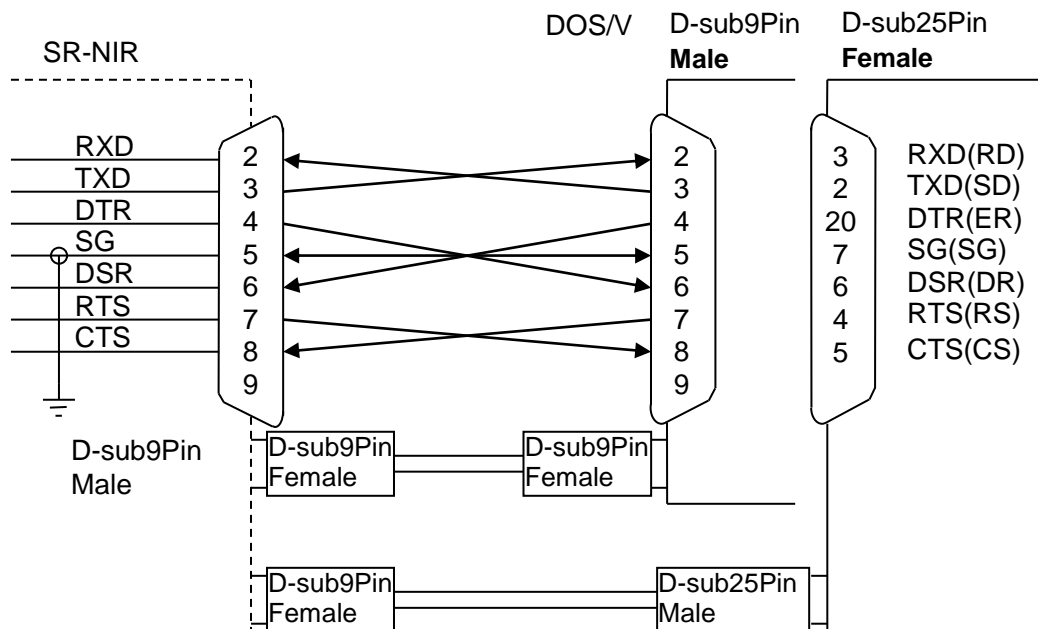 DOS/V
D-sub9Pin
Male
D-sub25Pin
Female
SR-NIR
RXD 2 2 3 RXD(RD)
TXD 3 3 2 TXD(SD)
DTR 4 4 20 DTR(ER)
SG 5 5 7 SG(SG)
DSR 6 6 6 DSR(DR)
RTS 7 7 4 RTS(RS)
CTS 8 8 5 CTS(CS)
9 9
D-sub9Pin
Male
D-sub9Pin
Female
D-sub9Pin
Female
D-sub9Pin
Female
D-sub25Pin
Male